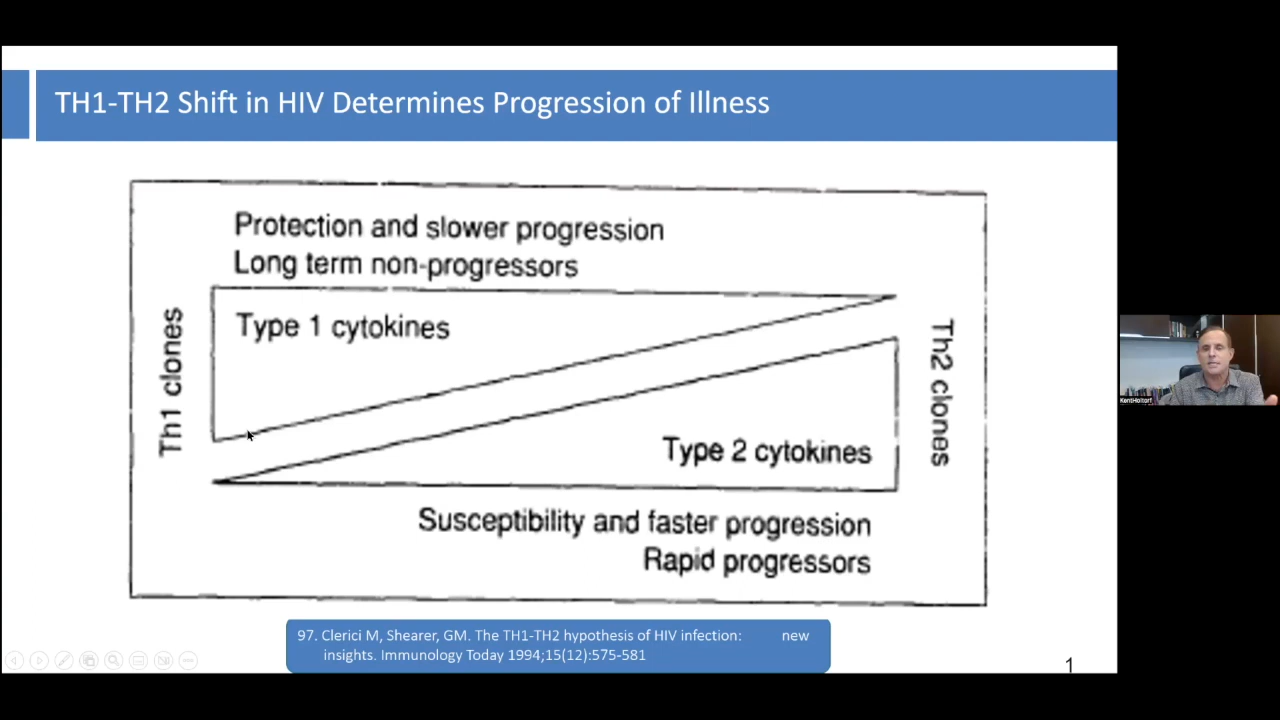 TH1-TH2 Shift in HIV Determines Progression of Illness
Protection and slower progression
Long term non-progressors
Th1 clones
Type 1 cytokines
Th2 clones
Type 2 cytokines
Susceptibility and faster progression
Rapid progressors
97. Clerici M, Shearer, GM. The TH1-TH2 hypothesis of HIV infection: new
insights. Immunology Today 1994;15(12):575-581
1
KentHoltorf